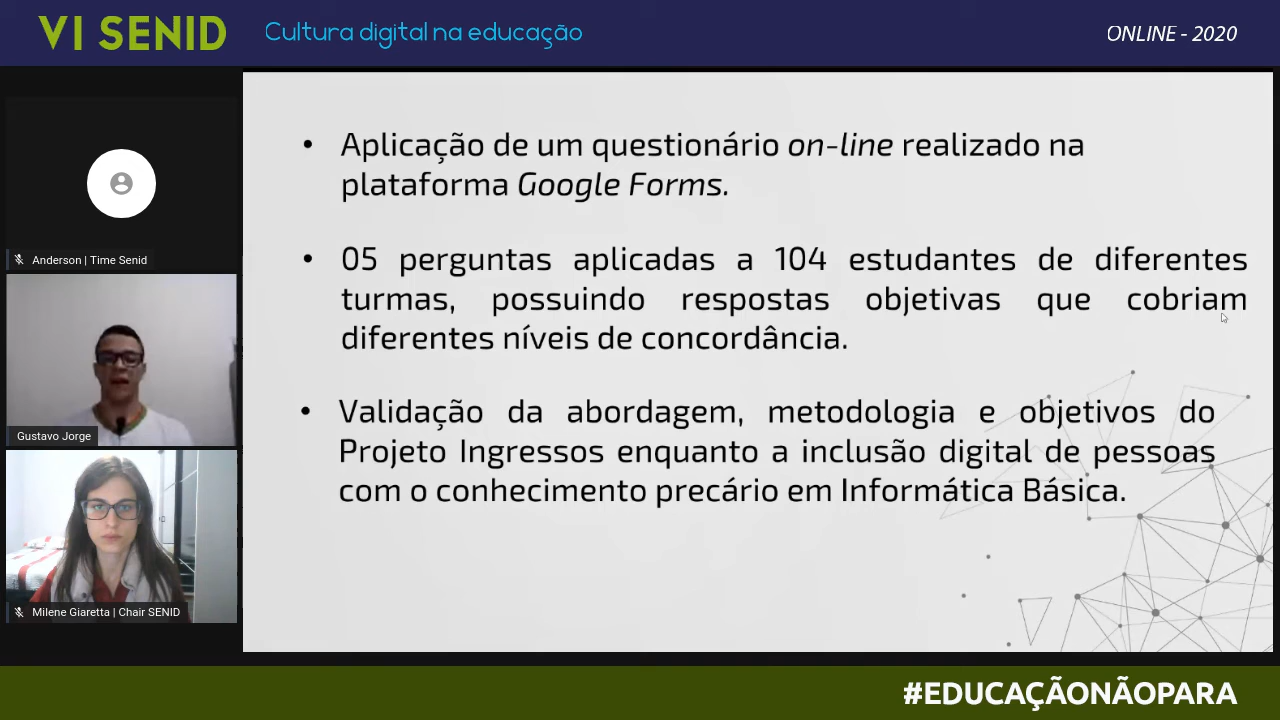 VI SENID
Cultura digital na educação
ONLINE - 2020
Anderson | Time Senid
Gustavo Jorge
Milene Giaretta | Chair SENID
• Aplicação de um questionário on-line realizado na
plataforma Google Forms.
• 05 perguntas aplicadas a 104 estudantes de diferentes
turmas, possuindo respostas objetivas que cobriam
diferentes níveis de concordância.
• Validação da abordagem, metodologia e objetivos do
Projeto Ingressos enquanto a inclusão digital de pessoas
com o conhecimento precário em Informática Básica.
#EDUCAÇÃONÃOPARA